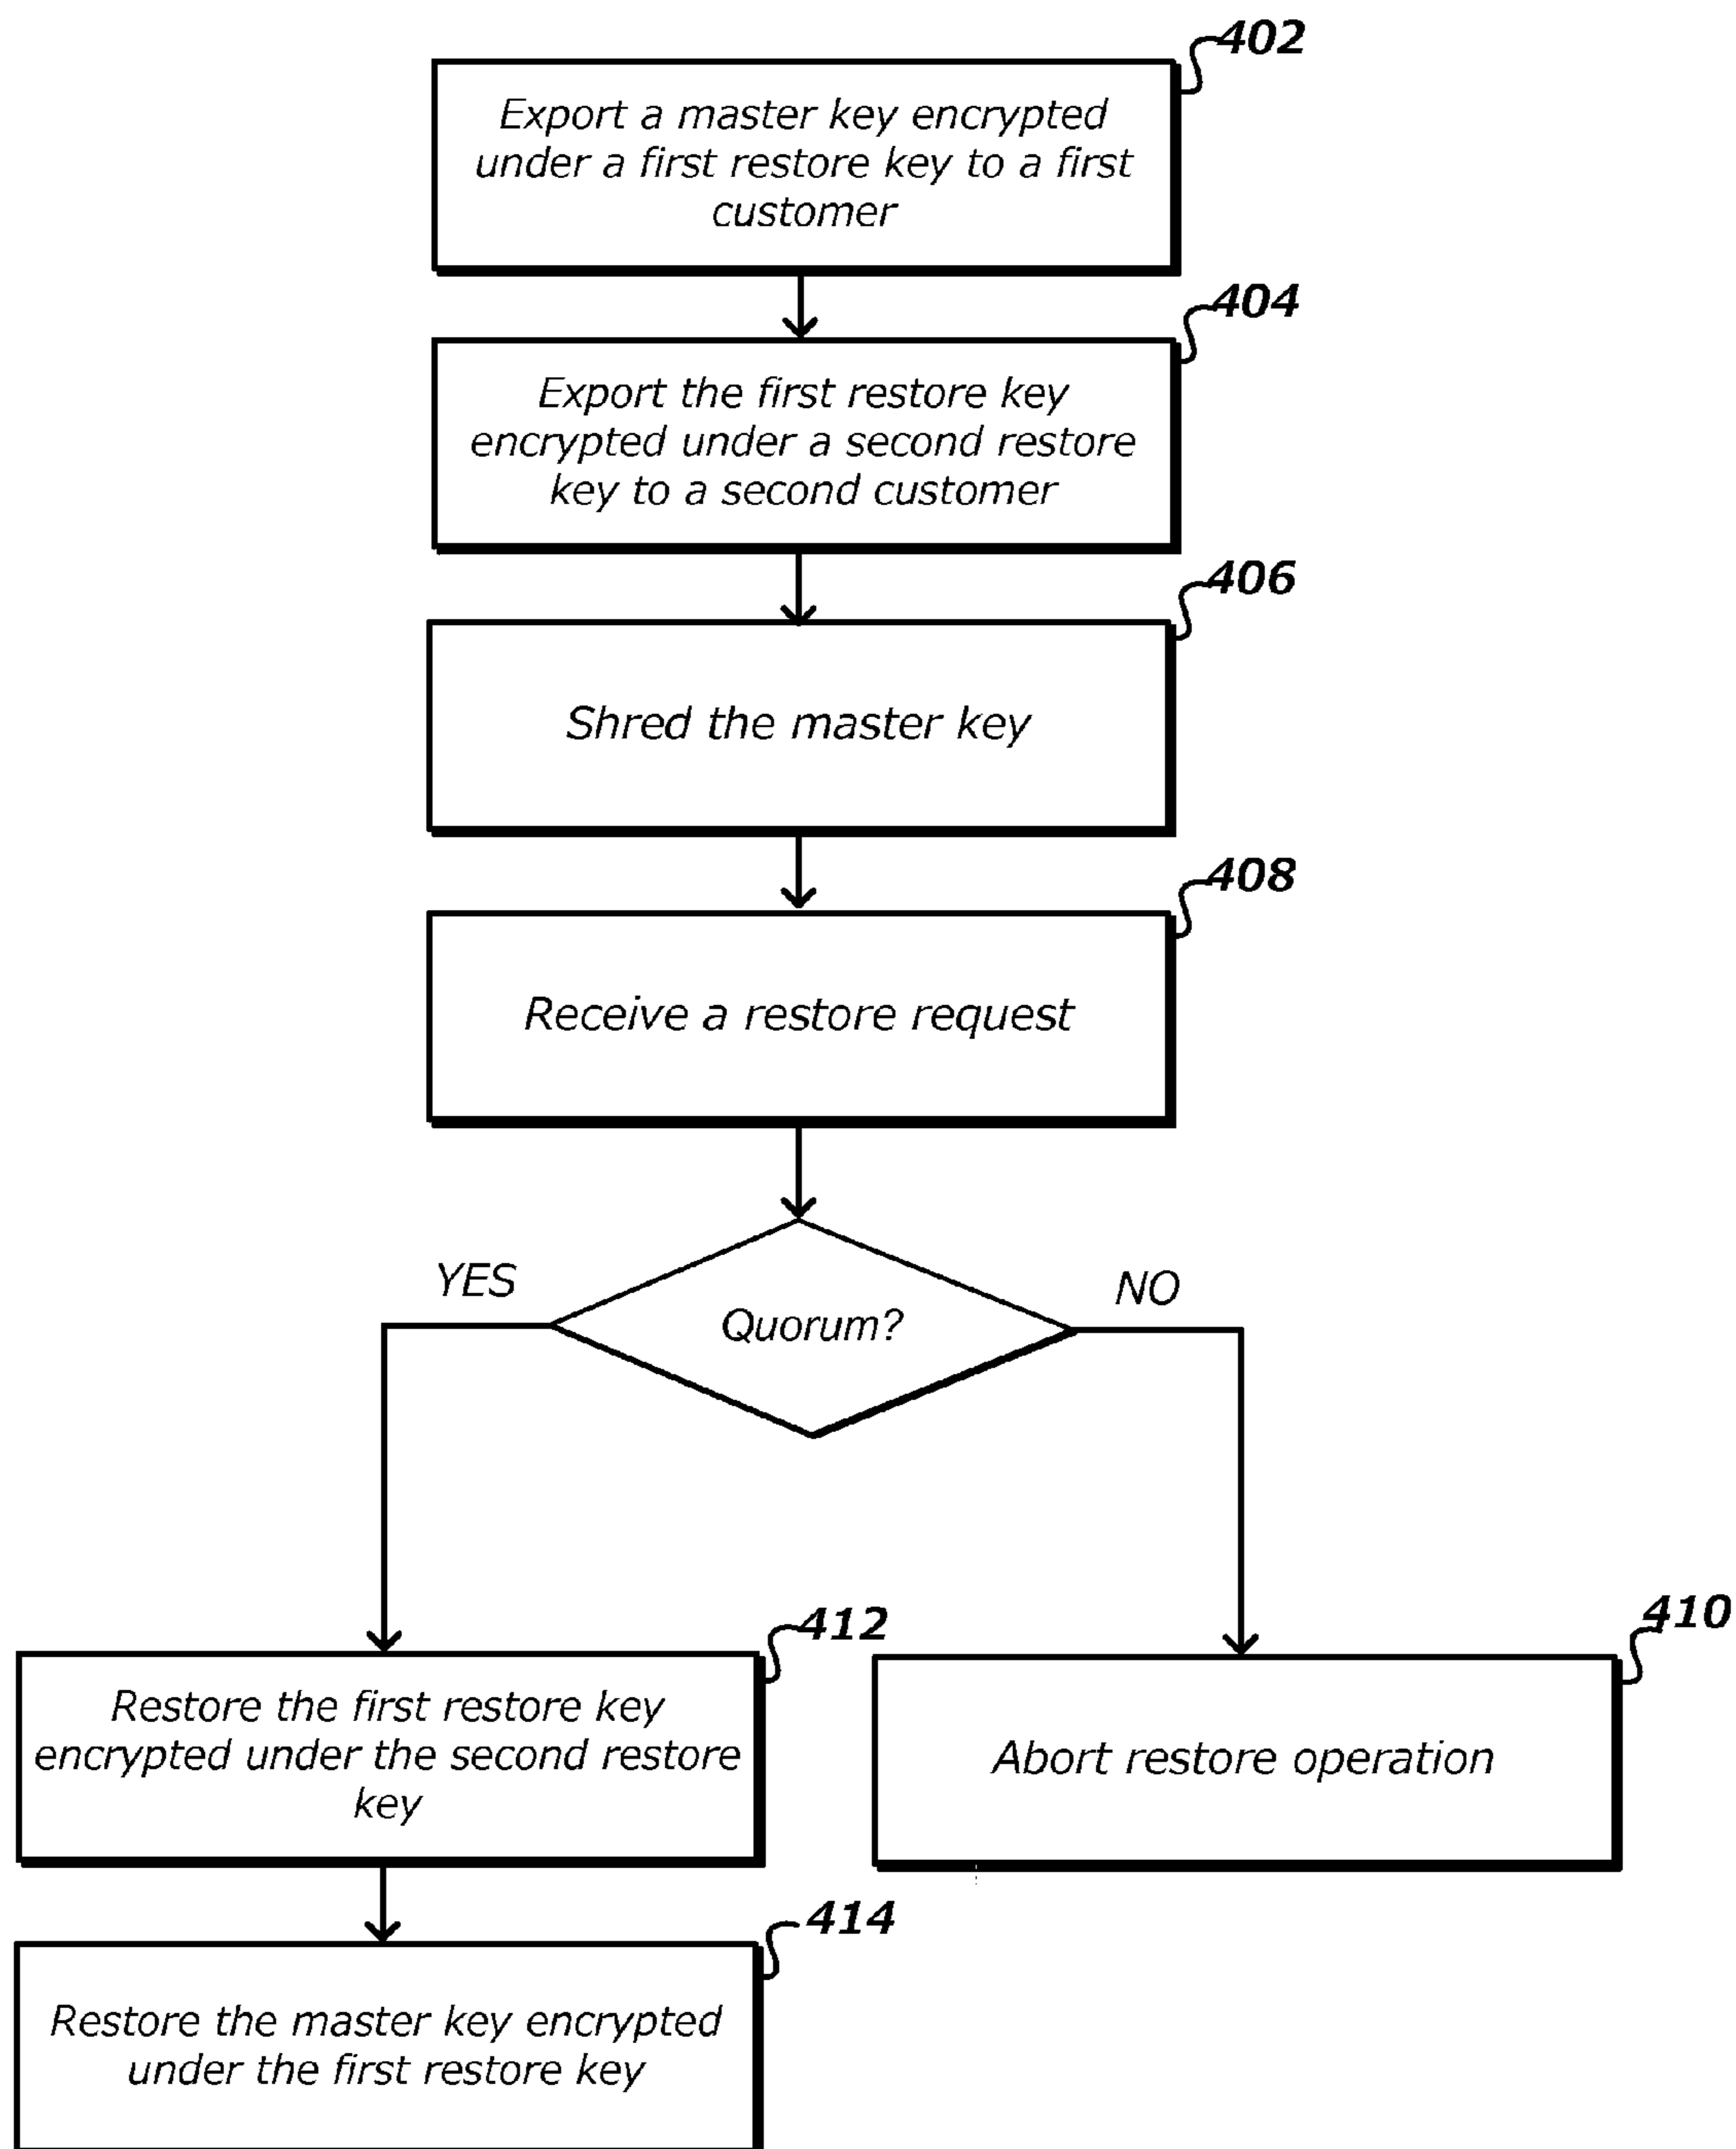 402
Export a master key encrypted
under a first restore key to a first
customer
404
Export the first restore key
encrypted under a second restore
key to a second customer
406
Shred the master key
408
Receive a restore request
YES
NO
Quorum?
412
410
Restore the first restore key
encrypted under the second restore
key
Abort restore operation
414
Restore the master key encrypted
under the first restore key